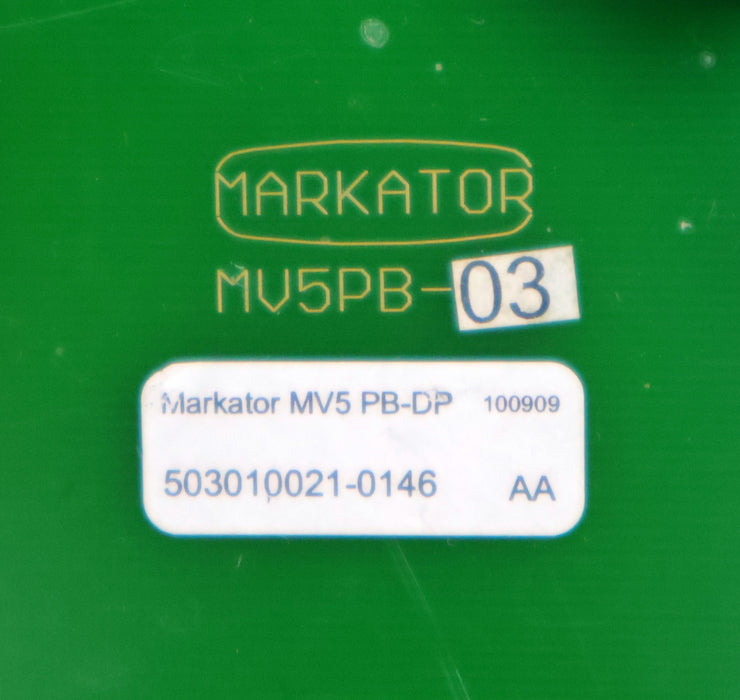 MARKATOR
MV5PB-03
Markator MV5 PB-DP 100909
503010021-0146 AA